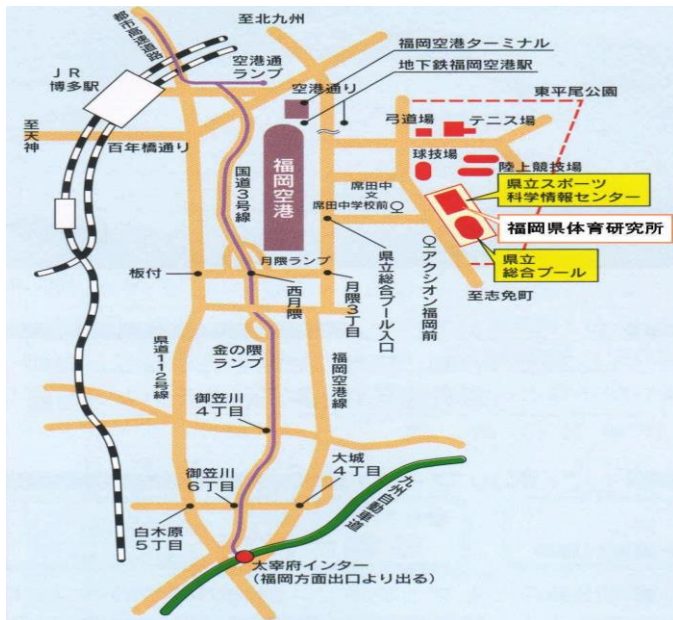 都市高速道路
至北九州
福岡空港ターミナル
地下鉄福岡空港駅
空港通
ランプ
空港通り
JR
博多駅
東平尾公園
弓道場
テニス場
至天神
百年橋通り
球技場
陸上競技場
国道3号線
福岡空港
席田中
文
席田中学校前
県立スポーツ
科学情報センター
福岡県体育研究所
県立
総合プール
月隈ランプ
板付
西月隈
月隈3丁目
県立総合プール入口
アクシオン福岡前
至志免町
県道112号線
金の隈
ランプ
福岡空港線
御笠川
4丁目
御笠川
6丁目
大城
4丁目
白木原
5丁目
九州自動車道
太宰府インター
(福岡方面出口より出る)